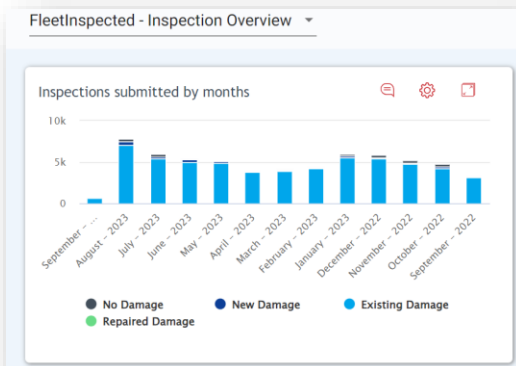 FleetInspected - Inspection Overview
Inspections submitted by months
10k
5k
0
September - ...
August - 2023
July - 2023
June - 2023
May - 2023
April - 2023
March - 2023
February - 2023
January - 2023
December - 2022
November - 2022
October - 2022
September - 2022
No Damage
New Damage
Existing Damage
Repaired Damage